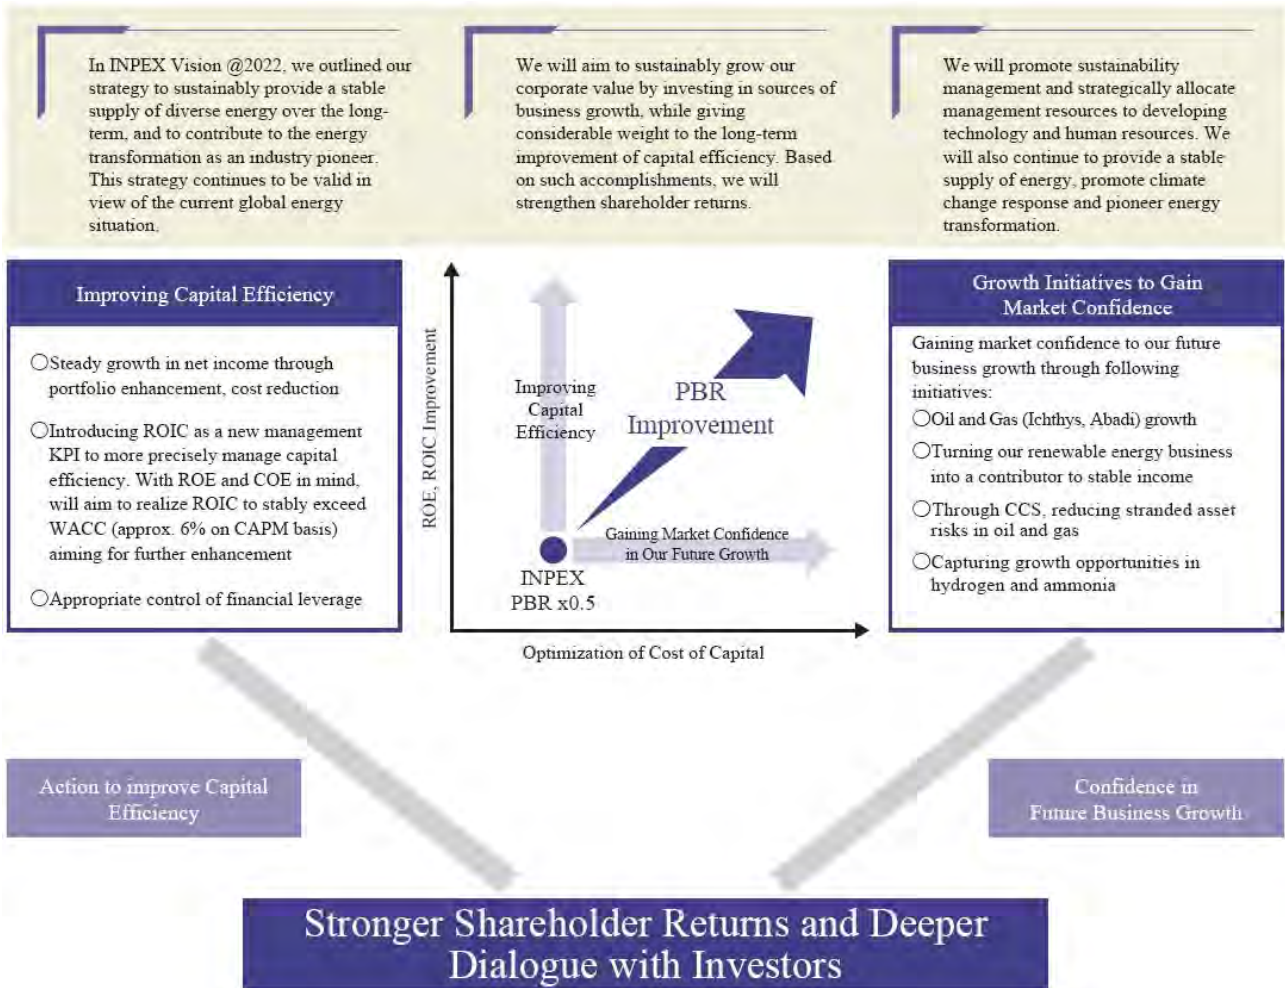 In INPEX Vision @2022, we outlined our
strategy to sustainably provide a stable
supply of diverse energy over the long-
term, and to contribute to the energy
transformation as an industry pioneer.
This strategy continues to be valid in
view of the current global energy
situation.
We will aim to sustainably grow our
corporate value by investing in sources of
business growth, while giving
considerable weight to the long-term
improvement of capital efficiency. Based
on such accomplishments, we will
strengthen shareholder returns.
We will promote sustainability
management and strategically allocate
management resources to developing
technology and human resources. We
will also continue to provide a stable
supply of energy, promote climate
change response and pioneer energy
transformation.
Improving Capital Efficiency
○Steady growth in net income through
portfolio enhancement, cost reduction
○Introducing ROIC as a new management
KPI to more precisely manage capital
efficiency. With ROE and COE in mind,
will aim to realize ROIC to stably exceed
WACC (approx. 6% on CAPM basis)
aiming for further enhancement
○Appropriate control of financial leverage
ROE, ROIC Improvement
Improving
Capital
Efficiency
PBR
Improvement
Gaining Market Confidence
in Our Future Growth
INPEX
PBR x0.5
Optimization of Cost of Capital
Growth Initiatives to Gain
Market Confidence
Gaining market confidence to our future
business growth through following
initiatives:
○Oil and Gas (Ichthys, Abadi) growth
○Turning our renewable energy business
into a contributor to stable income
○Through CCS, reducing stranded asset
risks in oil and gas
○Capturing growth opportunities in
hydrogen and ammonia
Action to improve Capital
Efficiency
Confidence in
Future Business Growth
Stronger Shareholder Returns and Deeper
Dialogue with Investors